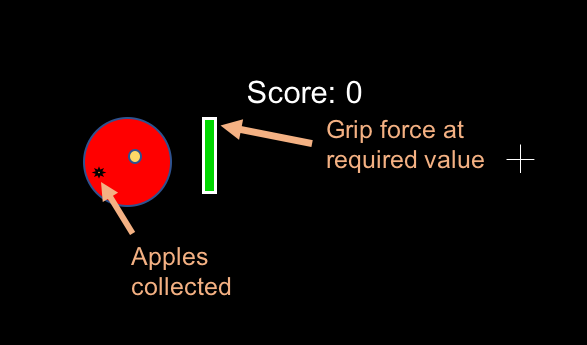 Score: 0
Grip force at
required value
Apples
collected